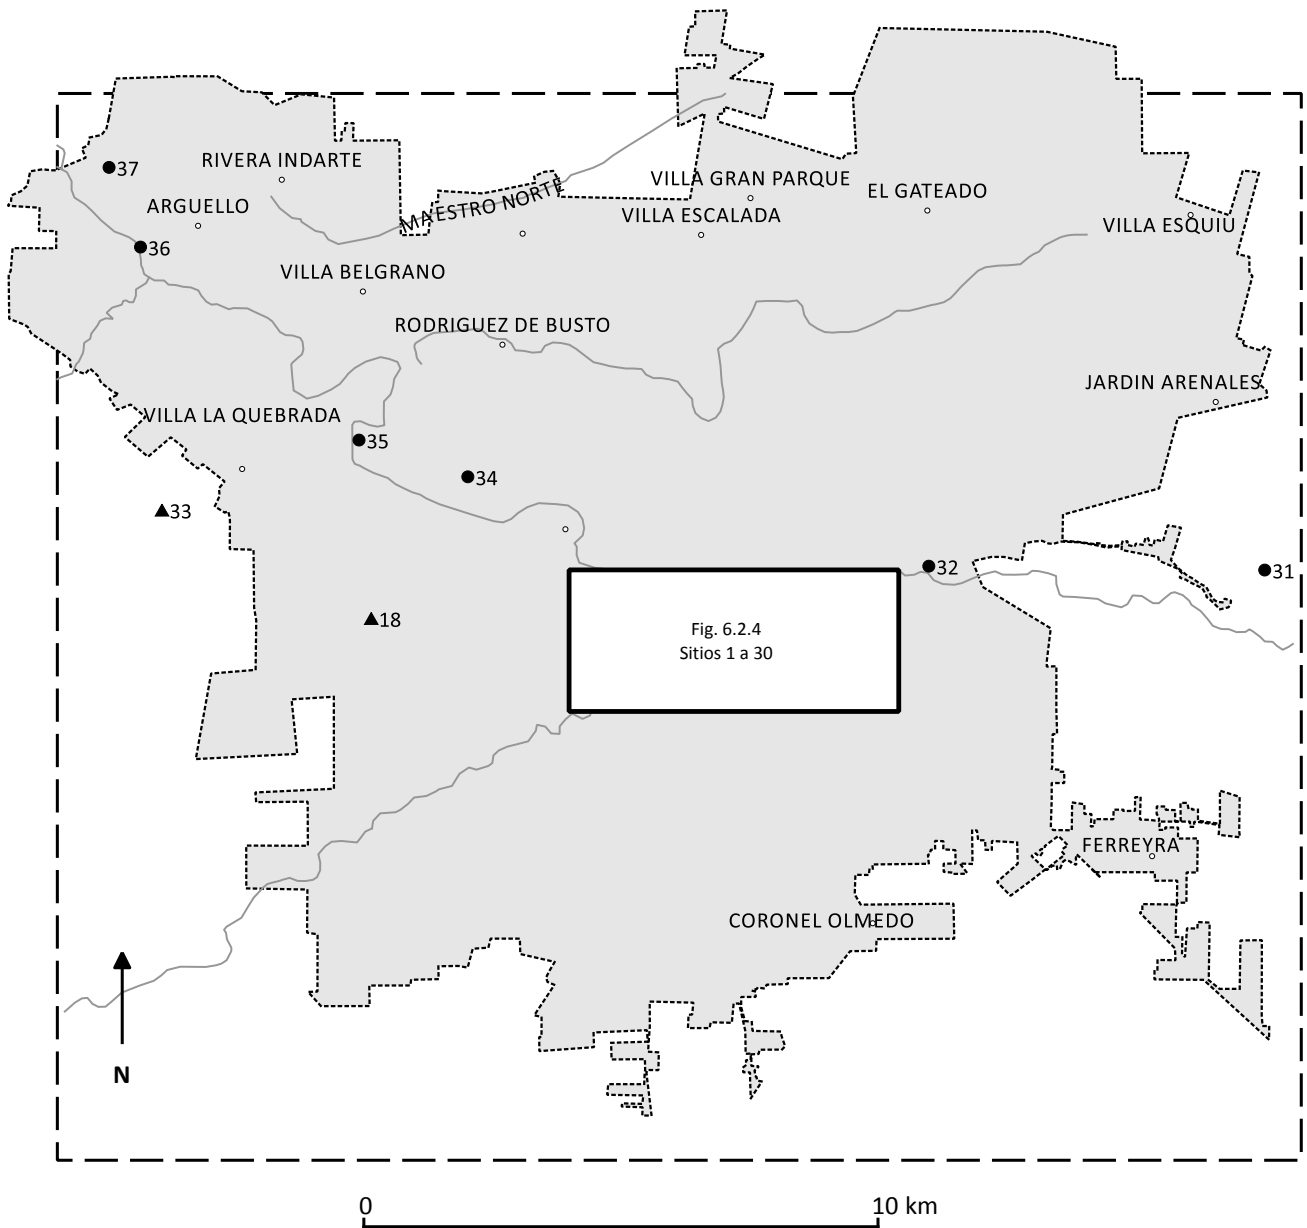 37
RIVERA INDARTE
VILLA GRAN PARQUE
EL GATEADO
ARGUELLO
MAESTRO NORTE
VILLA ESCALADA
VILLA ESQUIU
36
VILLA BELGRANO
RODRIGUEZ DE BUSTO
JARDIN ARENALES
VILLA LA QUEBRADA
35
34
33
32
31
18
Fig. 6.2.4
Sitios 1 a 30
FERREYRA
CORONEL OLMEDO
N
0
10 km